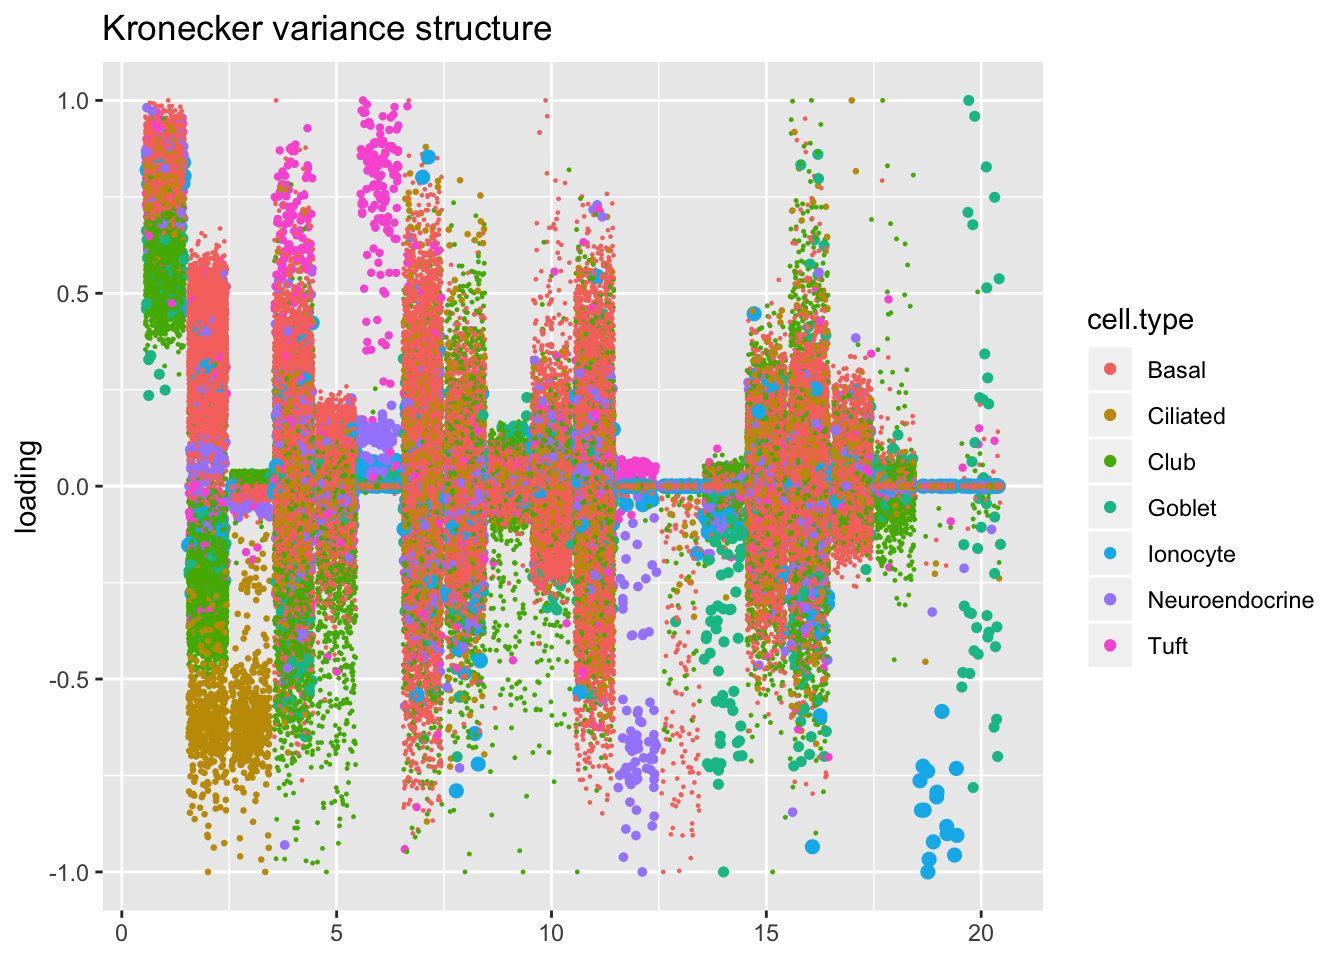 Kronecker variance structure
loading
1.0
0.5
0.0
-0.5
-1.0
0
5
10
15
20
cell.type
Basal
Ciliated
Club
Goblet
Ionocyte
Neuroendocrine
Tuft